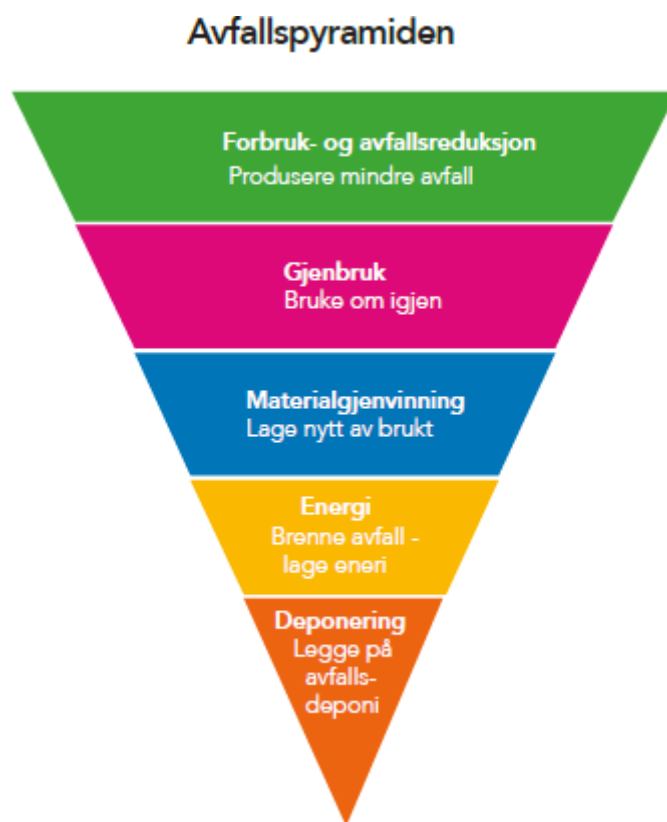 Avfallspyramiden
Forbruk- og avfallsreduksjon
Produsere mindre avfall
Gjenbruk
Bruke om igjen
Materialgjenvinning
Lage nytt av brukt
Energi
Brenne avfall -
lage eneri
Deponering
Legge på
avfalls-
deponi